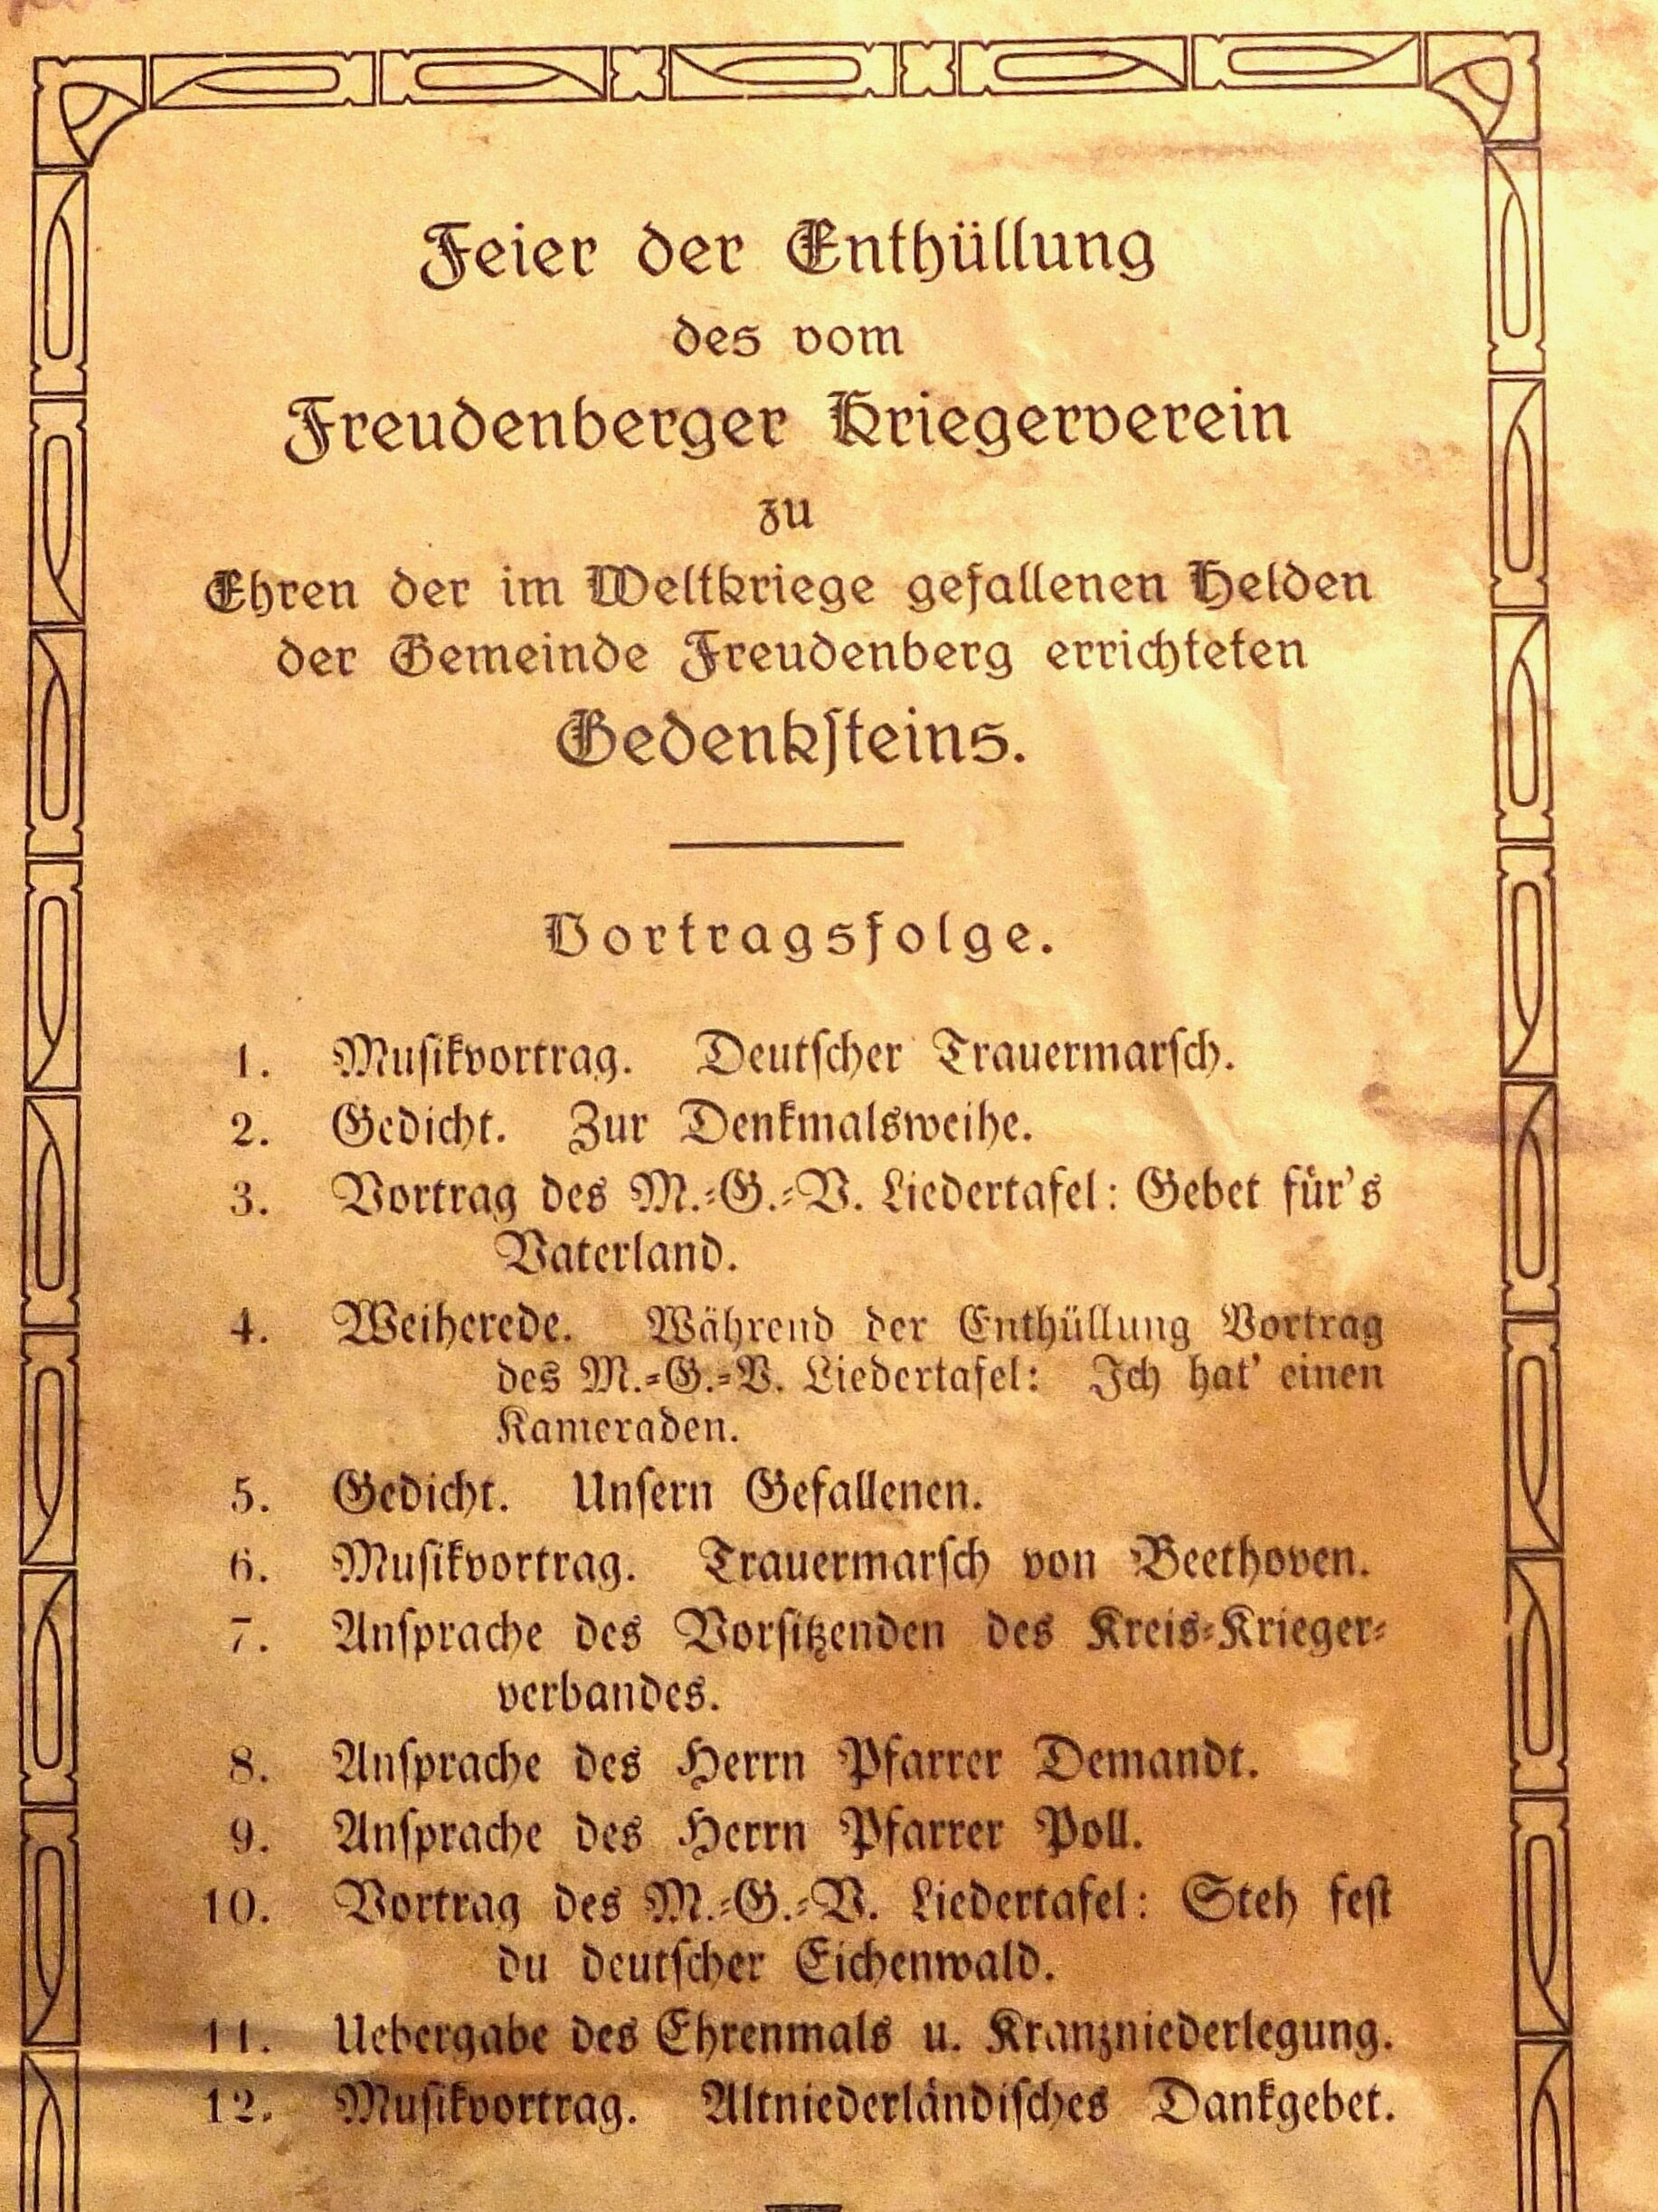 Feier der Enthüllung
des vom
Freudenberger Kriegerverein
zu
Ehren der im Weltkriege gefallenen Helden
der Gemeinde Freudenberg errichteten
Gedenkſteins.
Vortragsfolge.
1. Muſikvortrag. Deutſcher Trauermarſch.
2. Gedicht. Zur Denkmalsweihe.
3. Vortrag des M.-G.-V. Liedertafel: Gebet für's
Vaterland.
4. Weiherede. Während der Enthüllung Vortrag
des M.-G.-V. Liedertafel: Ich hat' einen
Kameraden.
5. Gedicht. Unſern Gefallenen.
6. Muſikvortrag. Trauermarſch von Beethoven.
7. Anſprache des Vorſitzenden des Kreis-Krieger-
verbandes.
8. Anſprache des Herrn Pfarrer Demandt.
9. Anſprache des Herrn Pfarrer Poll.
10. Vortrag des M.-G.-V. Liedertafel: Steh feſt
du deutſcher Eichenwald.
11. Uebergabe des Ehrenmals u. Kranzniederlegung.
12. Muſikvortrag. Altniederländiſches Dankgebet.